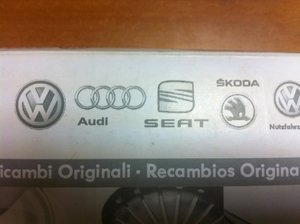 ŠKODA
Audi SEAT Nutzfahrz
icambi Originali · Recambios Origina